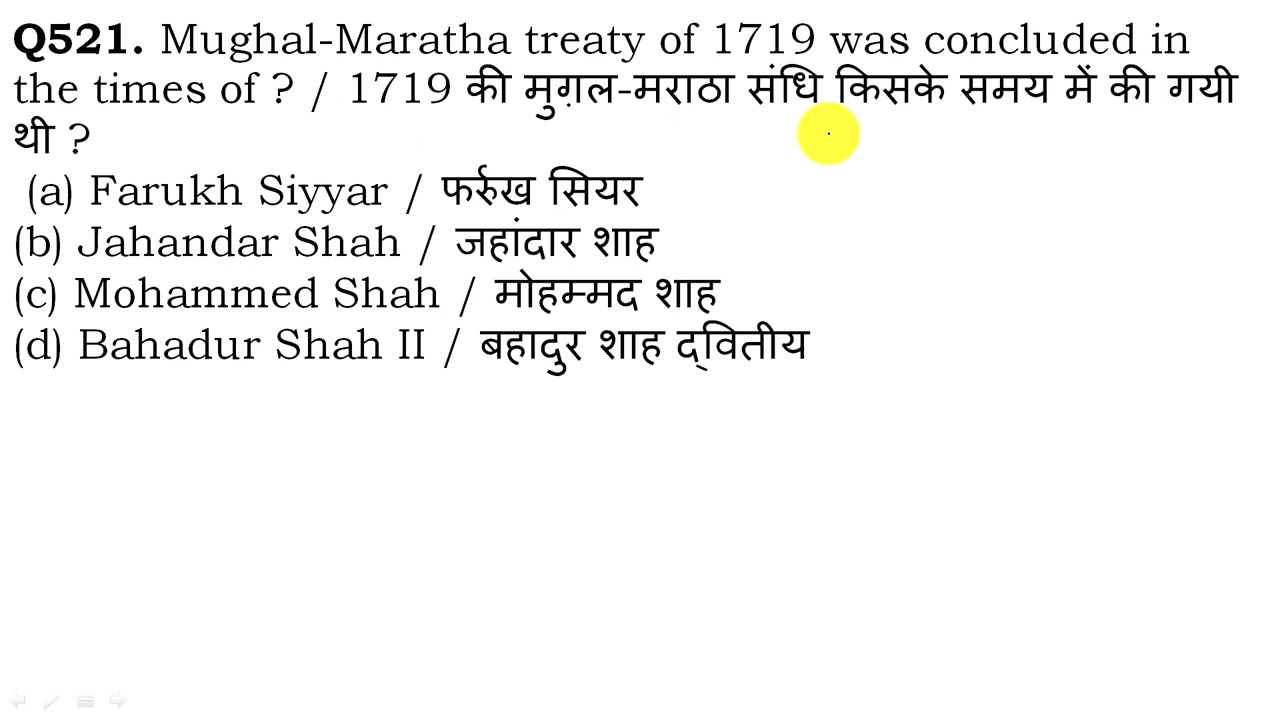 Q521. Mughal-Maratha treaty of 1719 was concluded in
the times of ? / 1719 की मुग़ल-मराठा संधि किसके समय में की गयी
थी ?
(a) Farukh Siyyar / फर्रुख सियर
(b) Jahandar Shah / जहांदार शाह
(c) Mohammed Shah / मोहम्मद शाह
(d) Bahadur Shah II / बहादुर शाह द्वितीय